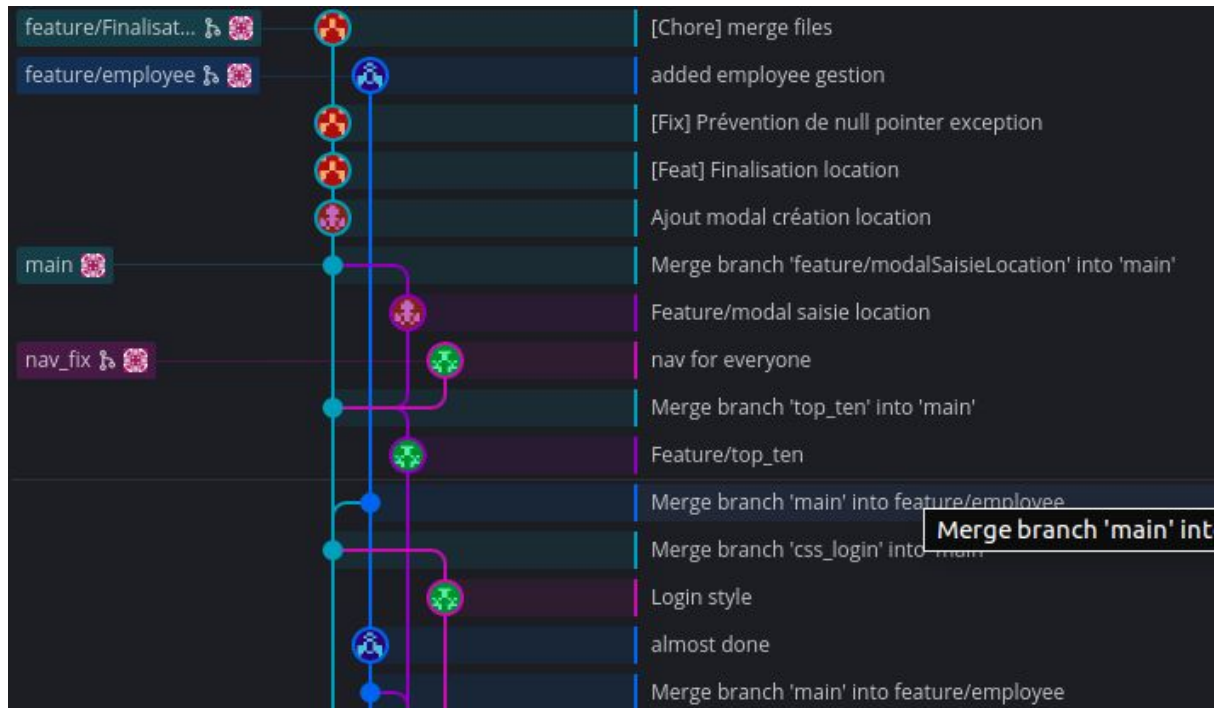 feature/Finalisat... [Chore] merge files
feature/employee added employee gestion
[Fix] Prévention de null pointer exception
[Feat] Finalisation location
Ajout modal création location
main Merge branch 'feature/modalSaisieLocation' into 'main'
Feature/modal saisie location
nav_fix nav for everyone
Merge branch 'top_ten' into 'main'
Feature/top_ten
Merge branch 'main' into feature/employee
Merge branch 'main' int
Merge branch 'css_login' into 'main'
Login style
almost done
Merge branch 'main' into feature/employee